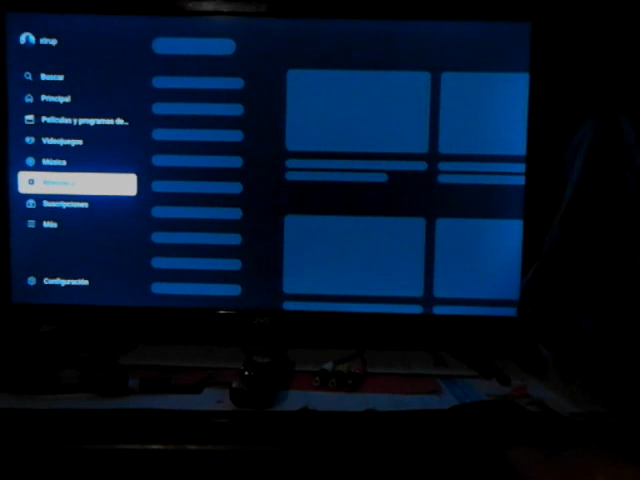 Buscar
Principal
Películas y programas de...
Videojuegos
Música
Suscripciones
Más
Configuración